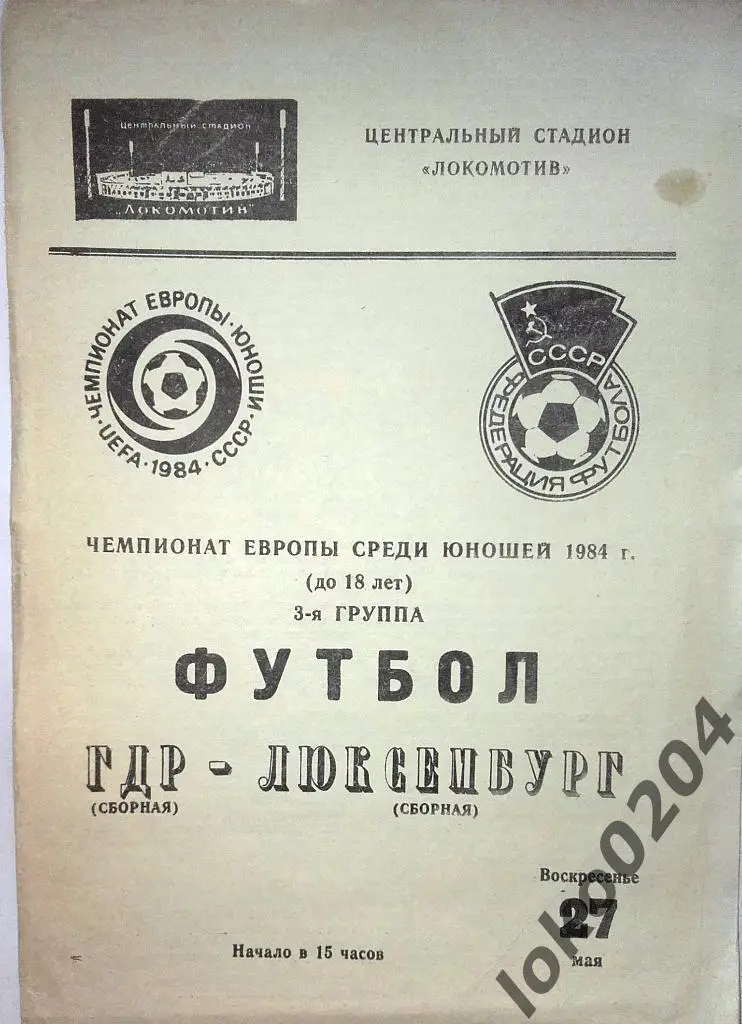 Центральный стадион
"ЛОКОМОТИВ"
ЦЕНТРАЛЬНЫЙ СТАДИОН
«ЛОКОМОТИВ»
ЧЕМПИОНАТ ЕВРОПЫ·ЮНОШИ
·UEFA·1984·СССР·
СССР
ФЕДЕРАЦИЯ ФУТБОЛА
ЧЕМПИОНАТ ЕВРОПЫ СРЕДИ ЮНОШЕЙ 1984 г.
(до 18 лет)
3-я ГРУППА
ФУТБОЛ
ГДР - ЛЮКСЕМБУРГ
(СБОРНАЯ) (СБОРНАЯ)
Воскресенье
27
мая
Начало в 15 часов
loko0204